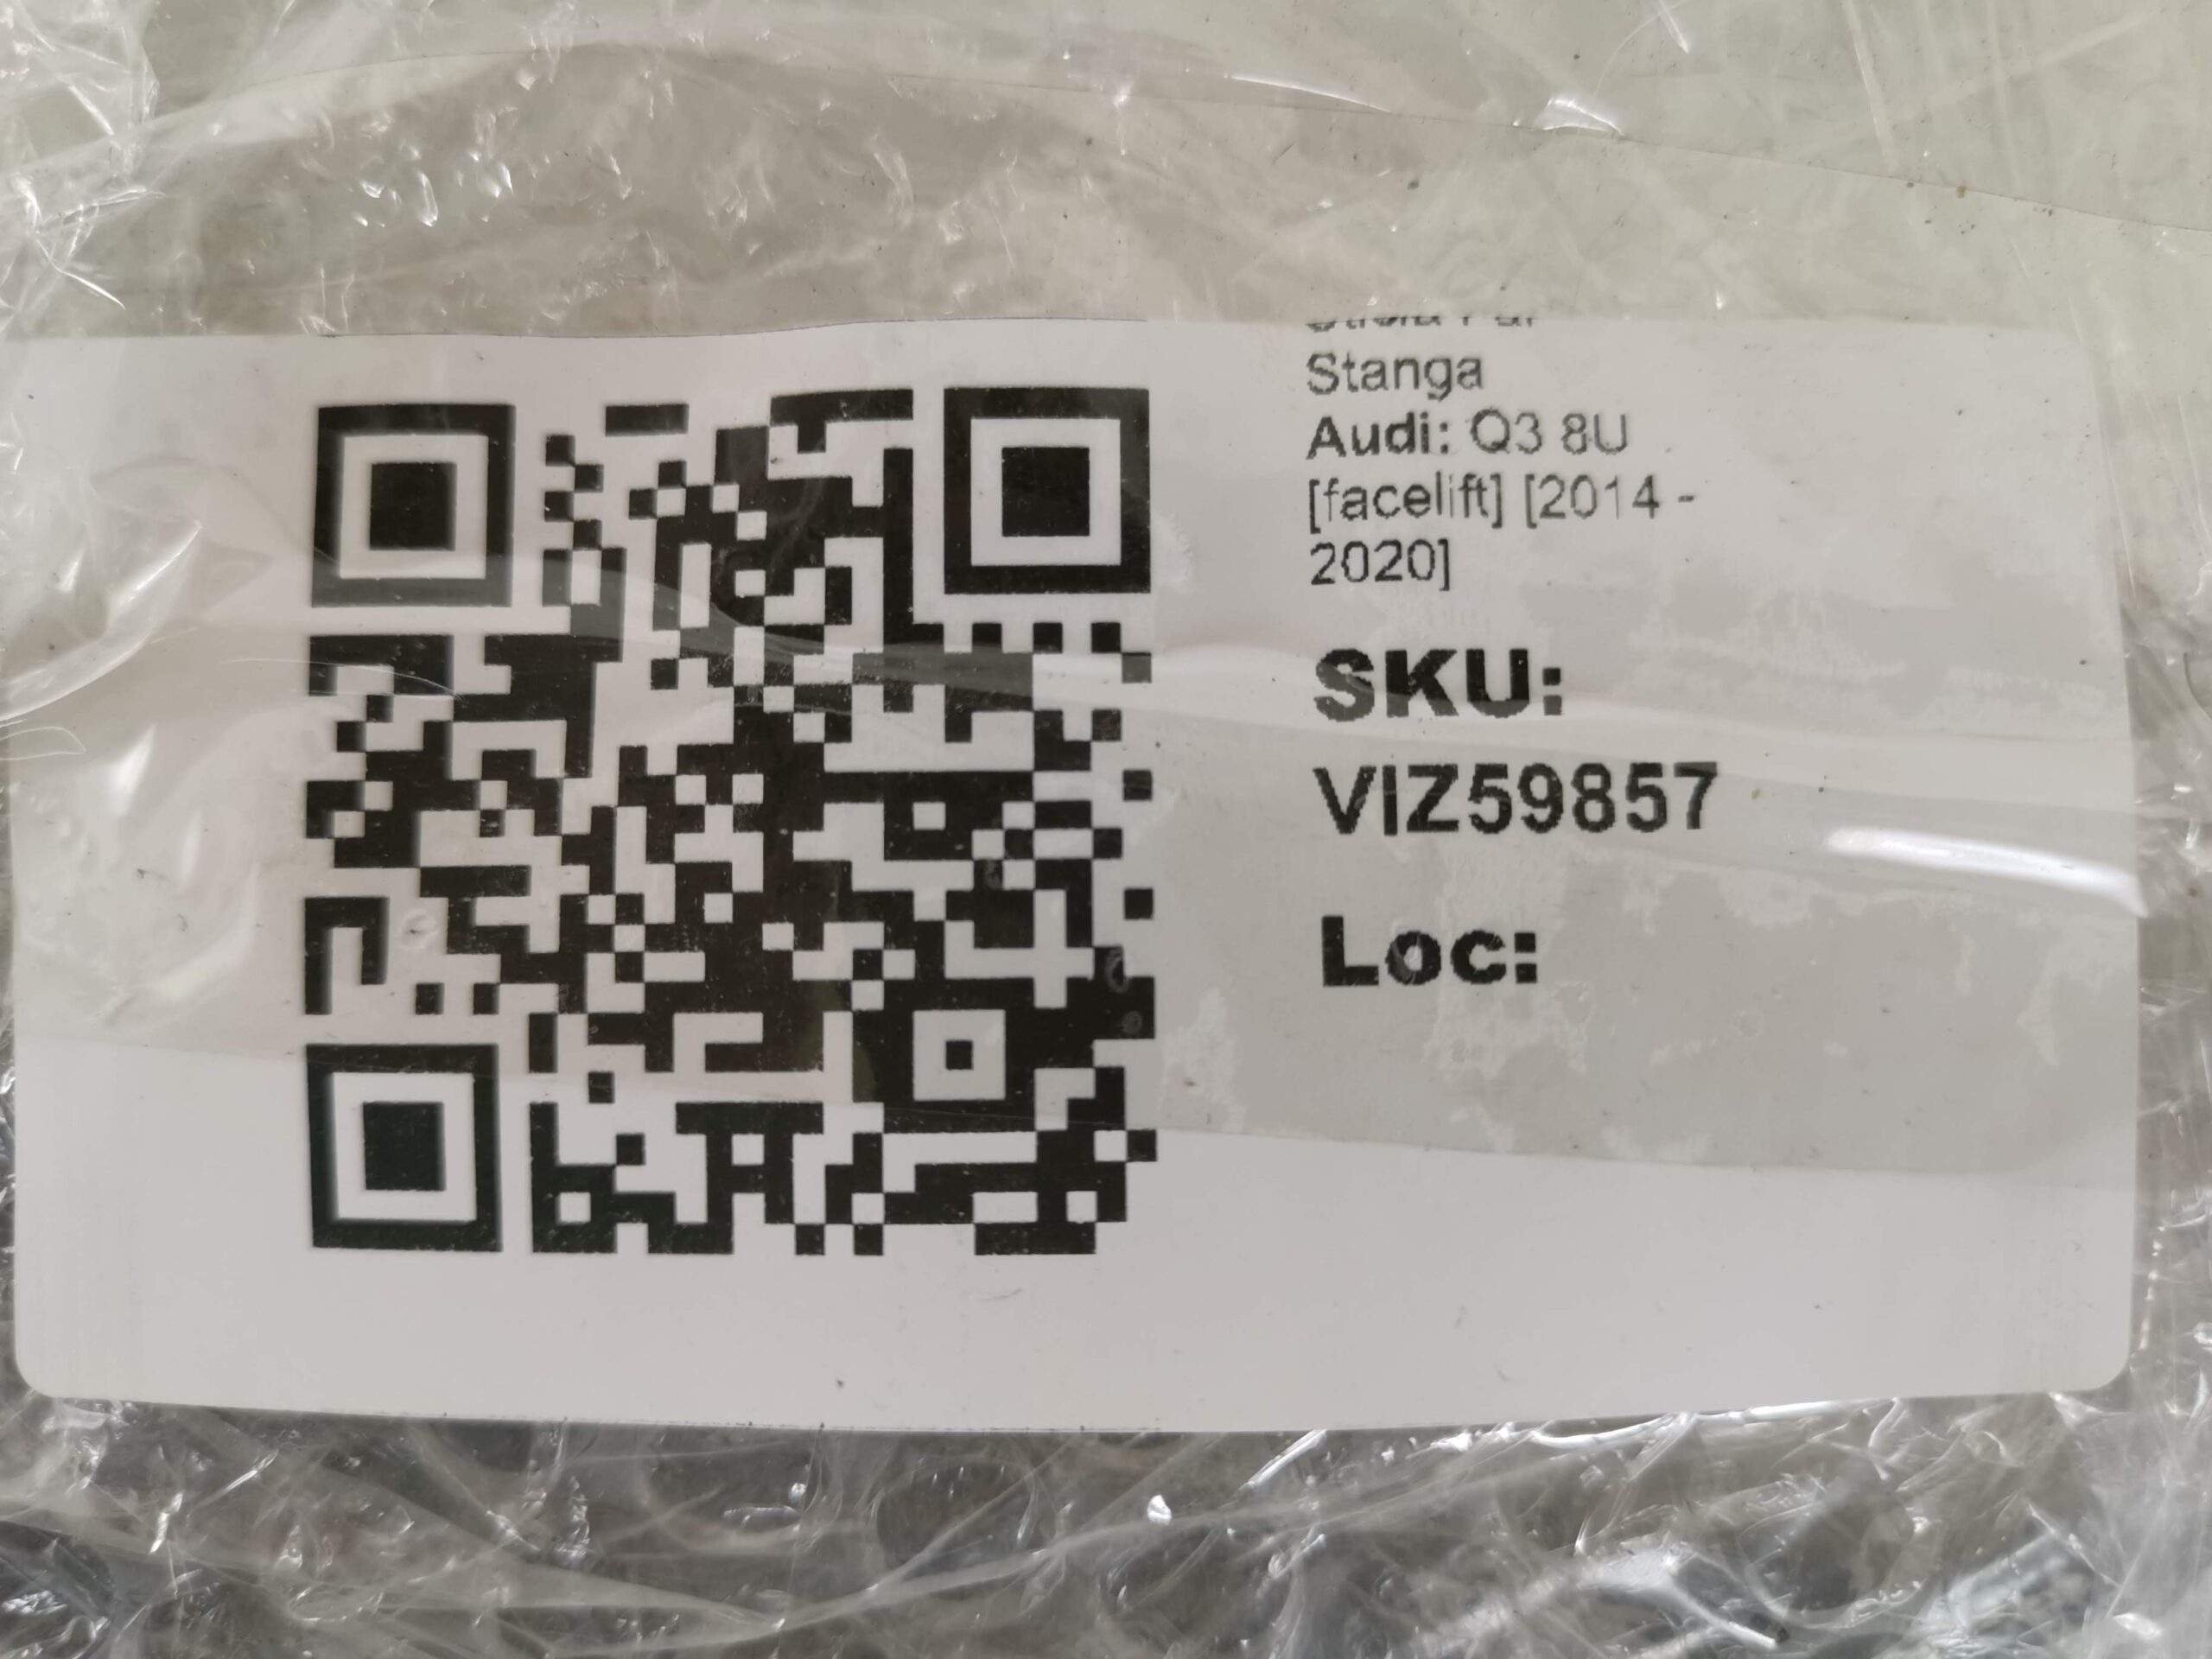 Stanga
Audi: Q3 8U
[facelift] [2014 -
2020]
SKU:
VIZ59857
Loc: